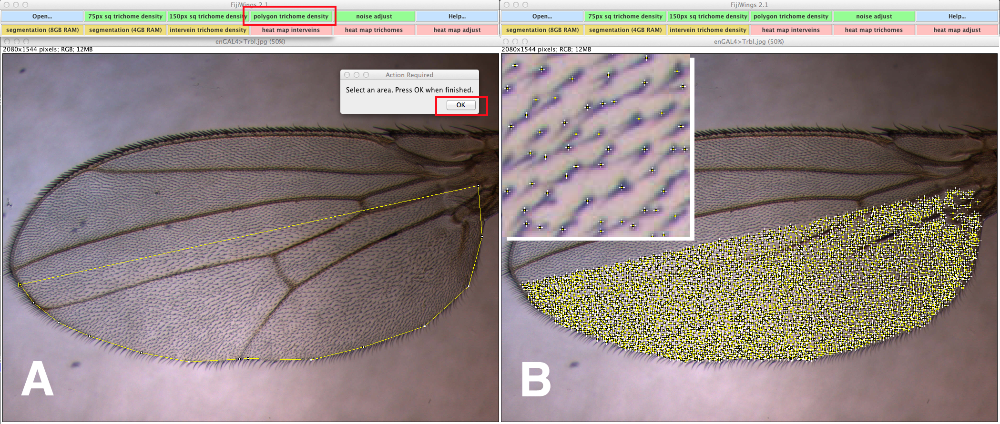 FijiWings 2.1
Open...
75px sq trichome density
150px sq trichome density
polygon trichome density
noise adjust
Help...
segmentation (8GB RAM)
segmentation (4GB RAM)
intervein trichome density
heat map interveins
heat map trichomes
heat map adjust
enGAL4>Trbl.jpg (50%)
2080x1544 pixels; RGB; 12MB
Action Required
Select an area. Press OK when finished.
OK
A
FijiWings 2.1
Open...
75px sq trichome density
150px sq trichome density
polygon trichome density
noise adjust
Help...
segmentation (8GB RAM)
segmentation (4GB RAM)
intervein trichome density
heat map interveins
heat map trichomes
heat map adjust
enGAL4>Trbl.jpg (50%)
2080x1544 pixels; RGB; 12MB
B